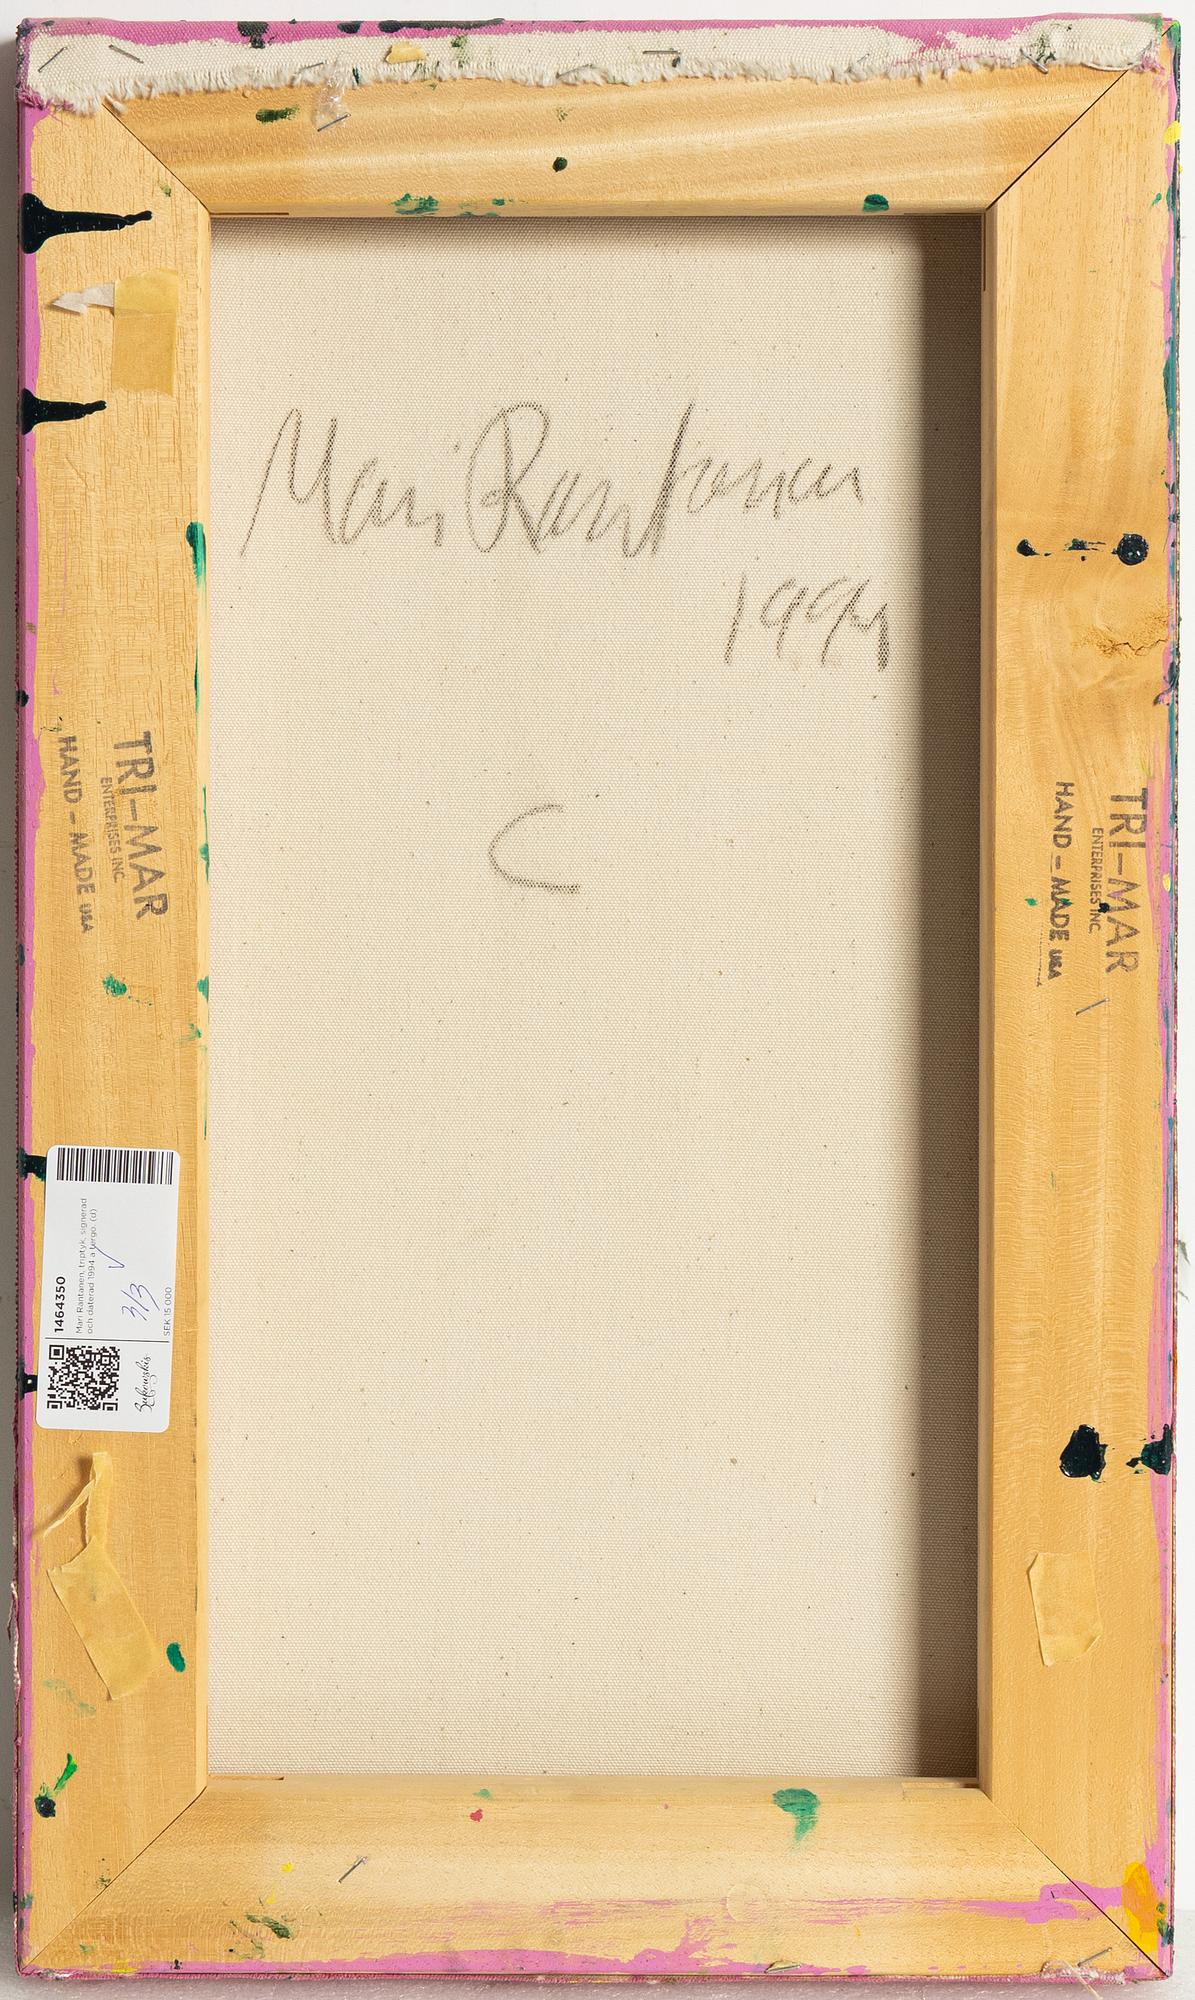 Mari Rantanen
1994
C
TRI–MAR
ENTERPRISES INC.
HAND – MADE USA
TRI–MAR
ENTERPRISES INC.
HAND – MADE USA
1464350
Mari Rantanen, triptyk, signerad
och daterad 1994 a tergo. (d)
3/3
SEK 15 000
Bukowskis